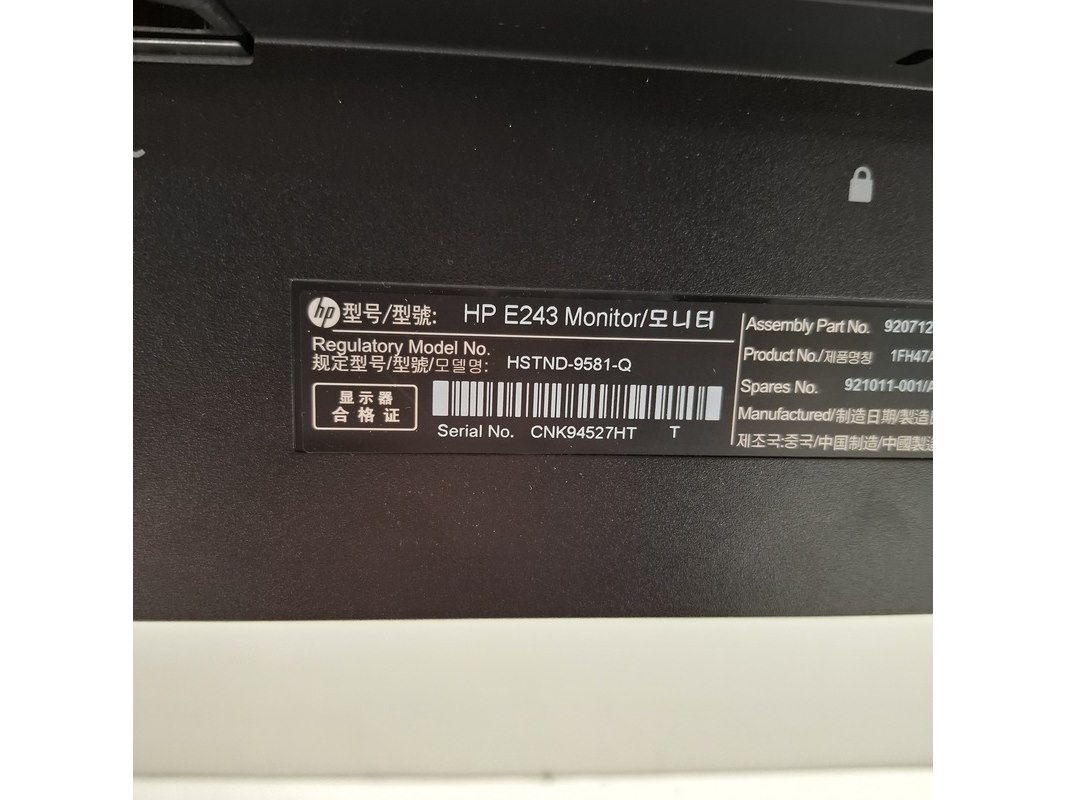 hp 型号/型號: HP E243 Monitor/모니터
Regulatory Model No.
规定型号/型號/모델명: HSTND-9581-Q
显示器
合格证
Serial No. CNK94527HT T
Assembly Part No. 920712
Product No./제품명칭 1FH47A
Spares No. 921011-001/A
Manufactured/制造日期/製造日
제조국:중국/中国制造/中國製造